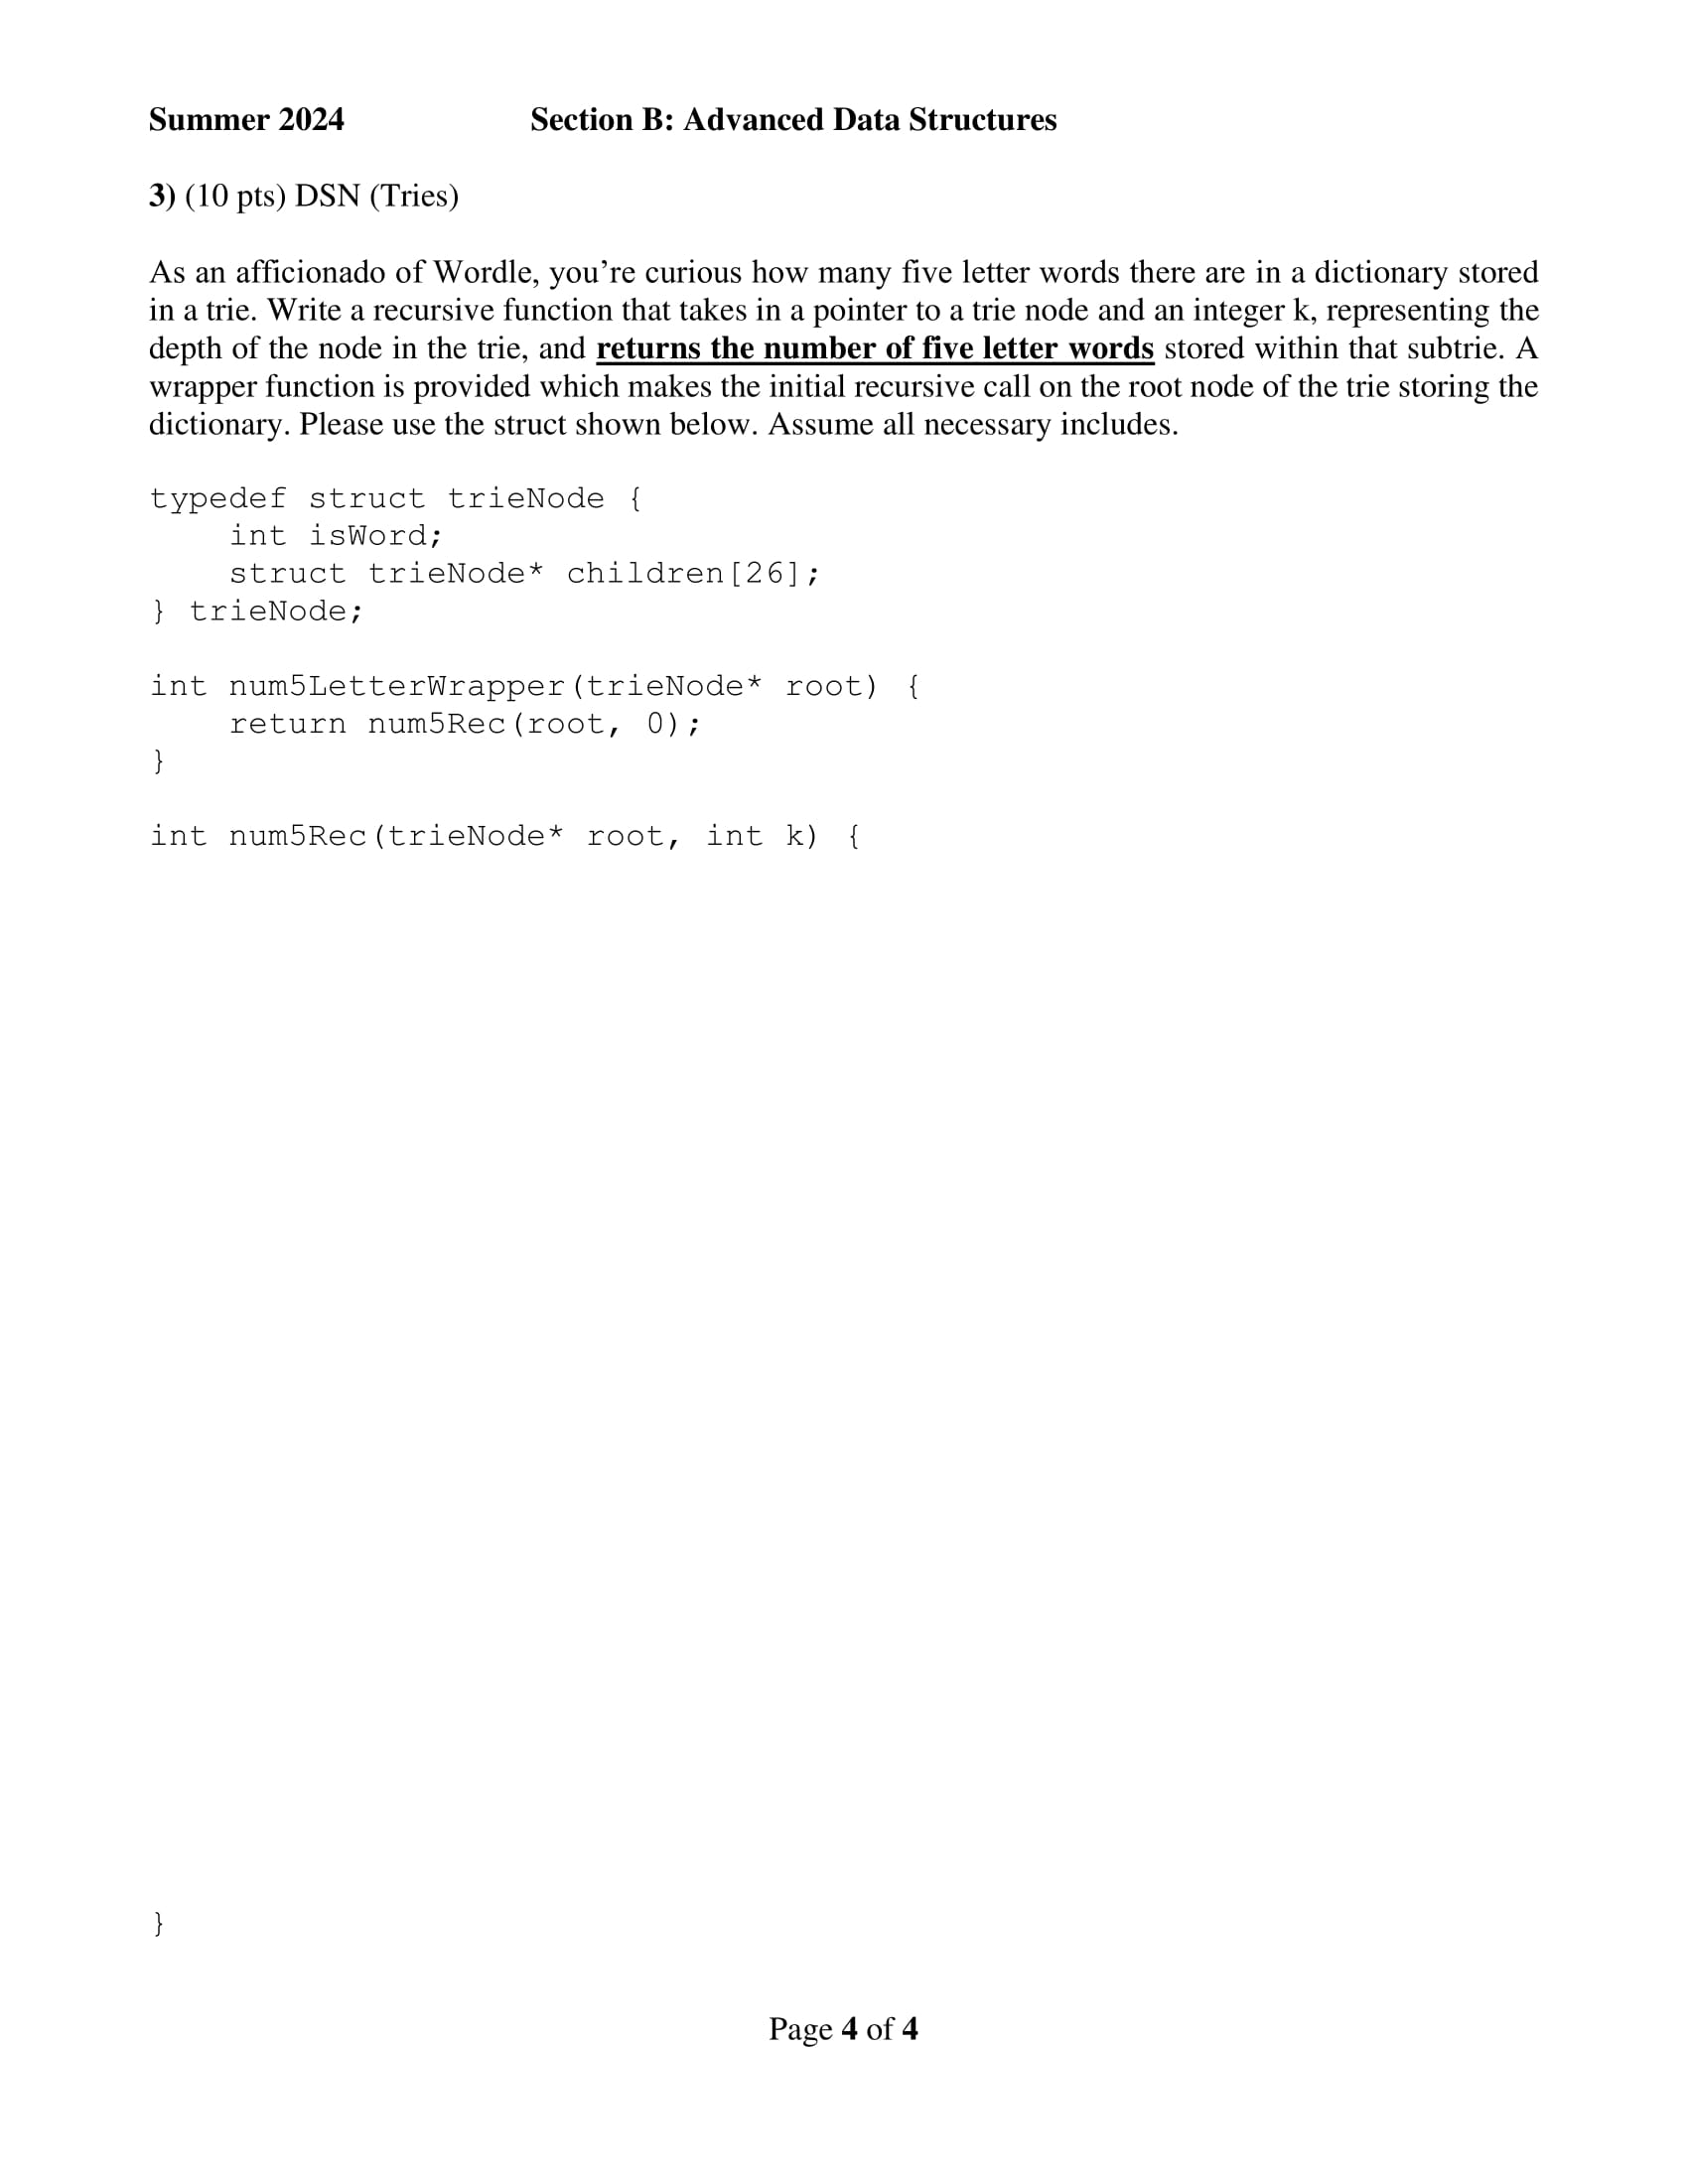 Summer 2024 Section B: Advanced Data Structures
3) (10 pts) DSN (Tries)
As an afficionado of Wordle, you’re curious how many five letter words there are in a dictionary stored
in a trie. Write a recursive function that takes in a pointer to a trie node and an integer k, representing the
depth of the node in the trie, and returns the number of five letter words stored within that subtrie. A
wrapper function is provided which makes the initial recursive call on the root node of the trie storing the
dictionary. Please use the struct shown below. Assume all necessary includes.
typedef struct trieNode {
    int isWord;
    struct trieNode* children[26];
} trieNode;
int num5LetterWrapper(trieNode* root) {
    return num5Rec(root, 0);
}
int num5Rec(trieNode* root, int k) {
}
Page 4 of 4